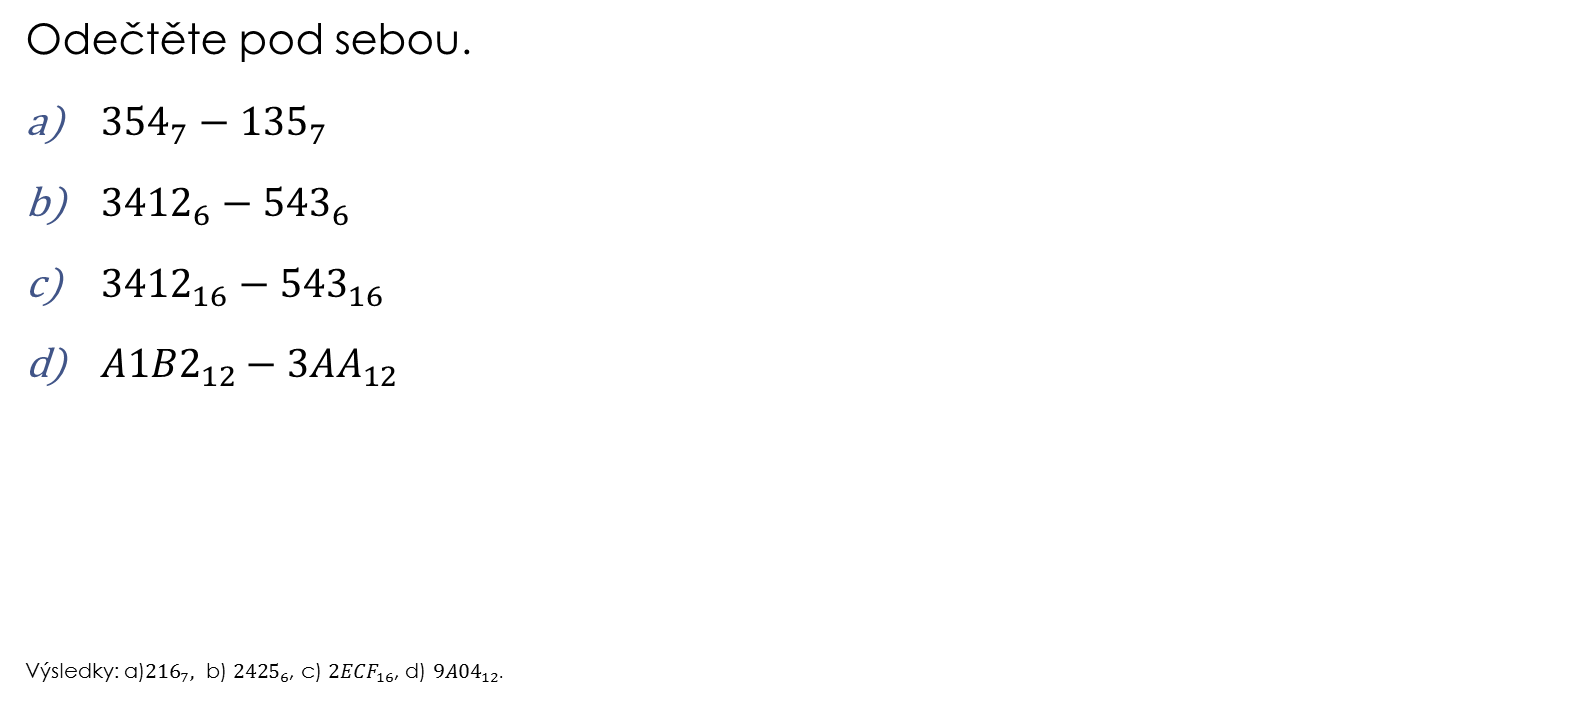 Odečtěte pod sebou.
a) 354₇ − 135₇
b) 3412₆ − 543₆
c) 3412₁₆ − 543₁₆
d) A1B2₁₂ − 3AA₁₂
Výsledky: a)216₇, b) 2425₆, c) 2ECF₁₆, d) 9A04₁₂.